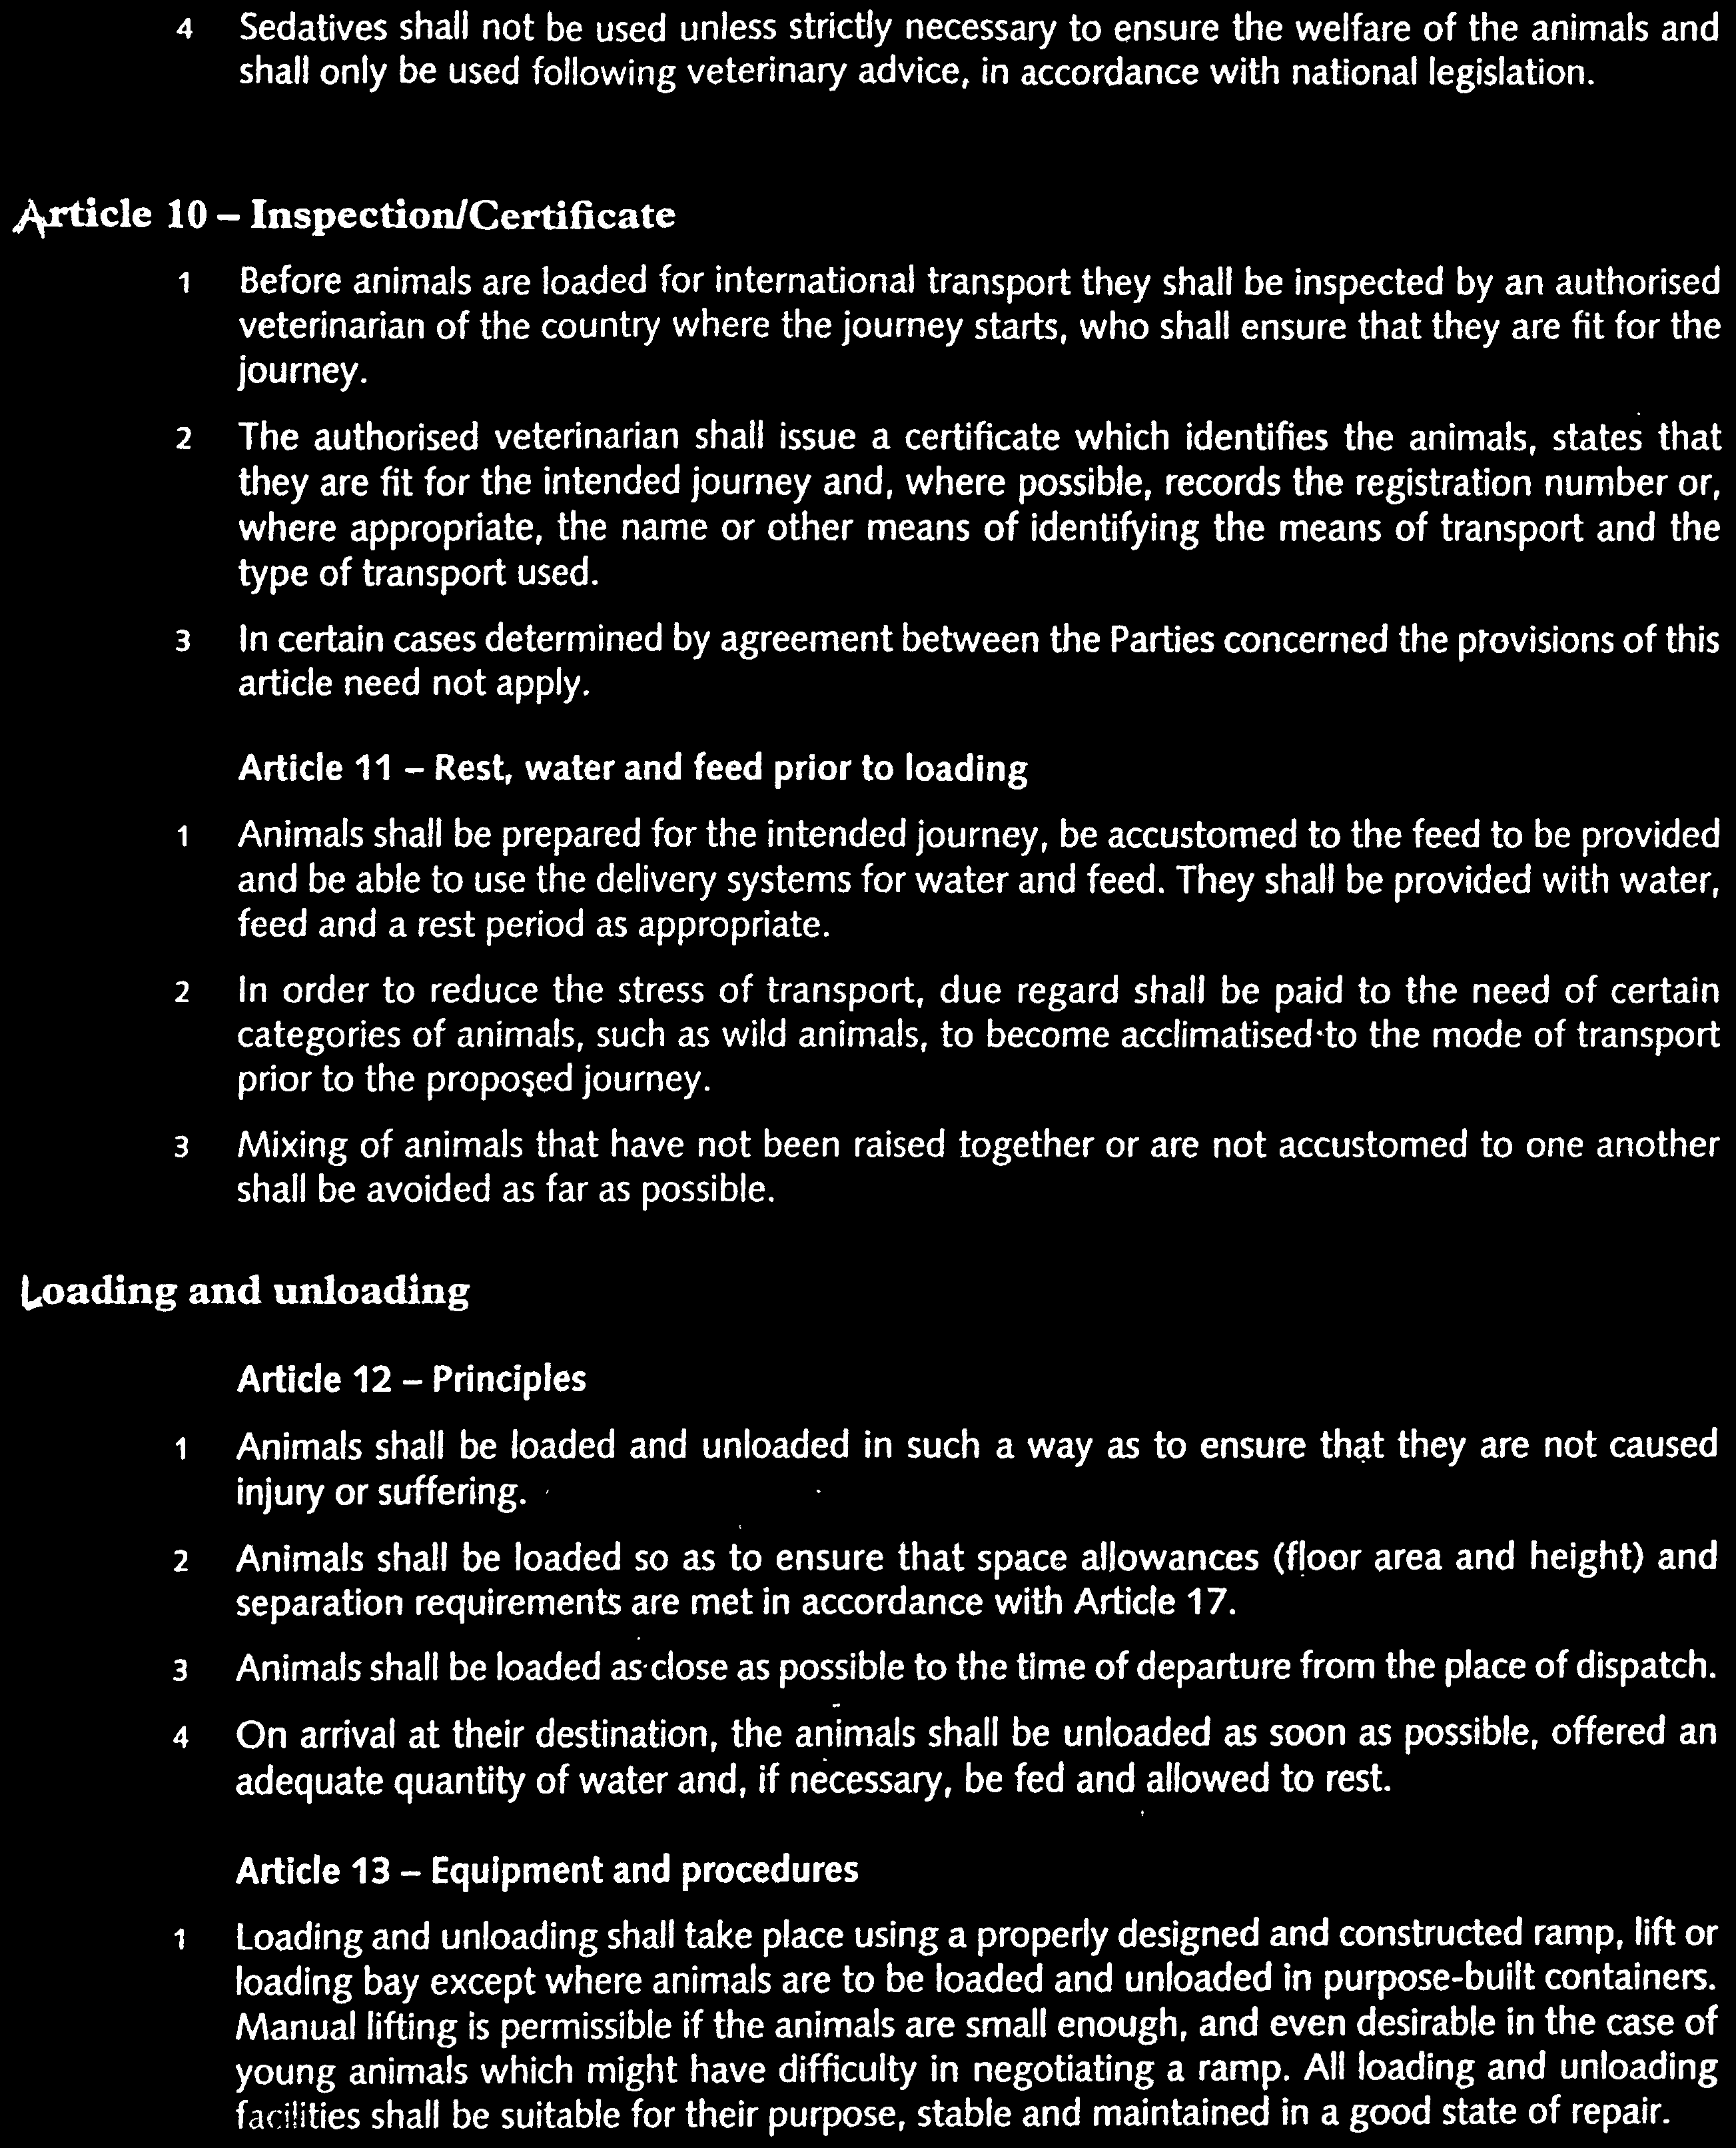 4 Sedatives shall not be used unless strictly necessary to ensure the welfare of the animals and
shall only be used following veterinary advice, in accordance with national legislation.
Article 10 – Inspection/Certificate
1 Before animals are loaded for international transport they shall be inspected by an authorised
veterinarian of the country where the journey starts, who shall ensure that they are fit for the
journey.
2 The authorised veterinarian shall issue a certificate which identifies the animals, states that
they are fit for the intended journey and, where possible, records the registration number or,
where appropriate, the name or other means of identifying the means of transport and the
type of transport used.
3 In certain cases determined by agreement between the Parties concerned the provisions of this
article need not apply.
Article 11 – Rest, water and feed prior to loading
1 Animals shall be prepared for the intended journey, be accustomed to the feed to be provided
and be able to use the delivery systems for water and feed. They shall be provided with water,
feed and a rest period as appropriate.
2 In order to reduce the stress of transport, due regard shall be paid to the need of certain
categories of animals, such as wild animals, to become acclimatised to the mode of transport
prior to the proposed journey.
3 Mixing of animals that have not been raised together or are not accustomed to one another
shall be avoided as far as possible.
Loading and unloading
Article 12 – Principles
1 Animals shall be loaded and unloaded in such a way as to ensure that they are not caused
injury or suffering.
2 Animals shall be loaded so as to ensure that space allowances (floor area and height) and
separation requirements are met in accordance with Article 17.
3 Animals shall be loaded as close as possible to the time of departure from the place of dispatch.
4 On arrival at their destination, the animals shall be unloaded as soon as possible, offered an
adequate quantity of water and, if necessary, be fed and allowed to rest.
Article 13 – Equipment and procedures
1 Loading and unloading shall take place using a properly designed and constructed ramp, lift or
loading bay except where animals are to be loaded and unloaded in purpose-built containers.
Manual lifting is permissible if the animals are small enough, and even desirable in the case of
young animals which might have difficulty in negotiating a ramp. All loading and unloading
facilities shall be suitable for their purpose, stable and maintained in a good state of repair.